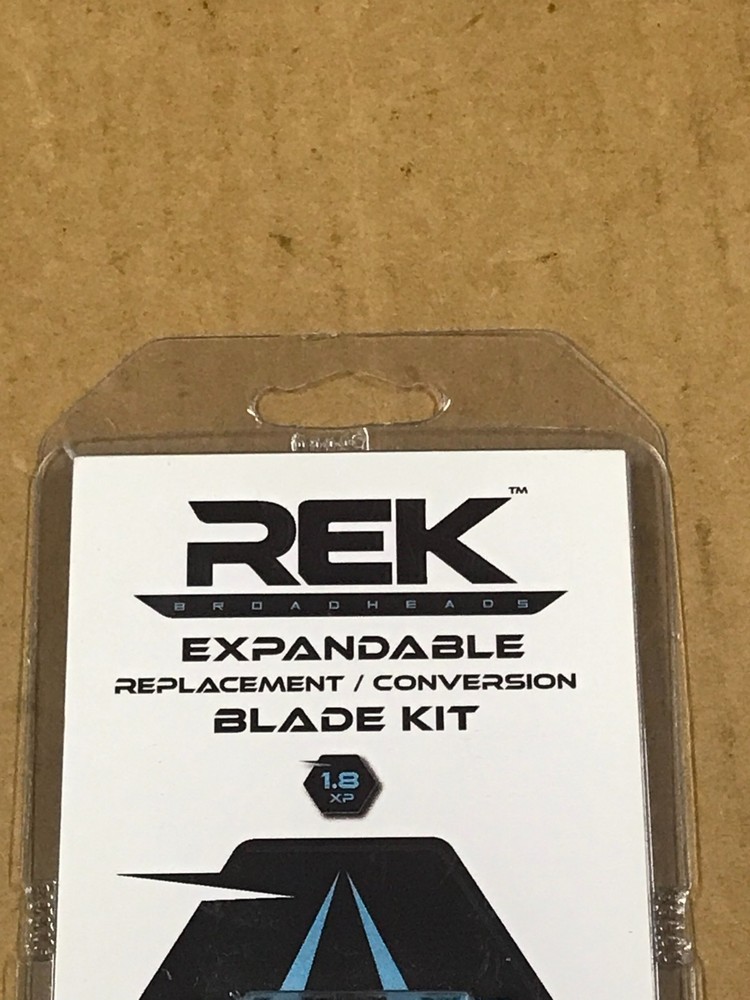 REK™
BROADHEADS
EXPANDABLE
REPLACEMENT / CONVERSION
BLADE KIT
1.8
XP